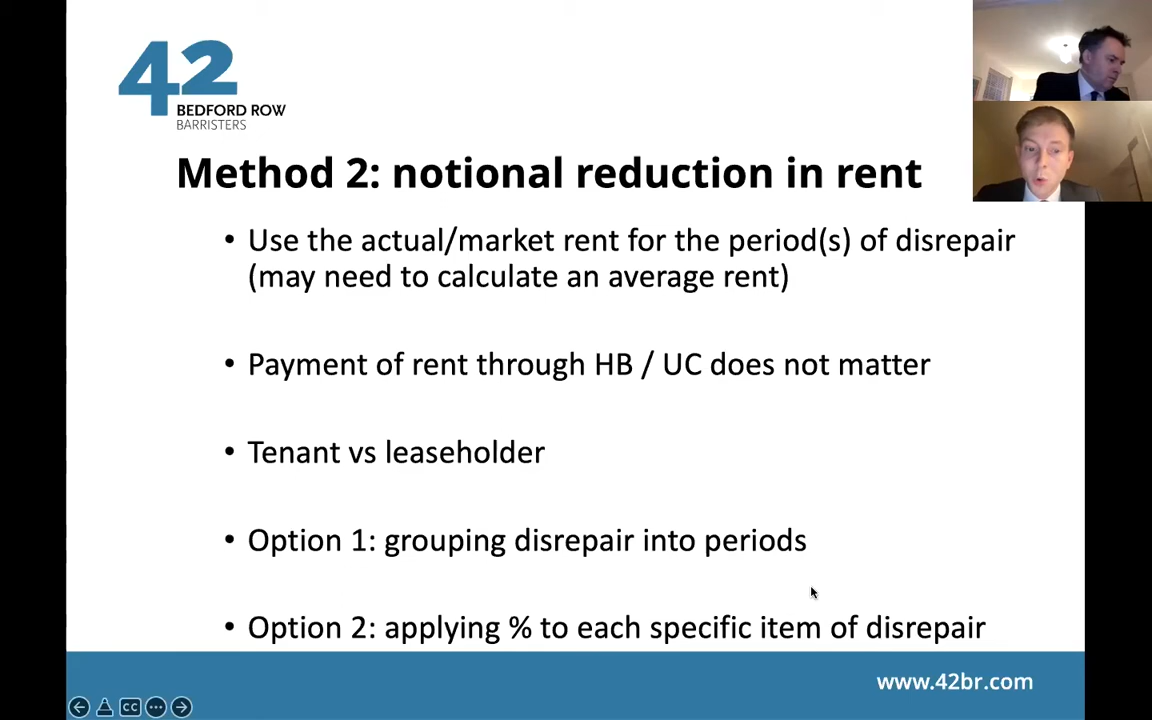 42
BEDFORD ROW
BARRISTERS
Method 2: notional reduction in rent
• Use the actual/market rent for the period(s) of disrepair
(may need to calculate an average rent)
• Payment of rent through HB / UC does not matter
• Tenant vs leaseholder
• Option 1: grouping disrepair into periods
• Option 2: applying % to each specific item of disrepair
www.42br.com
CC